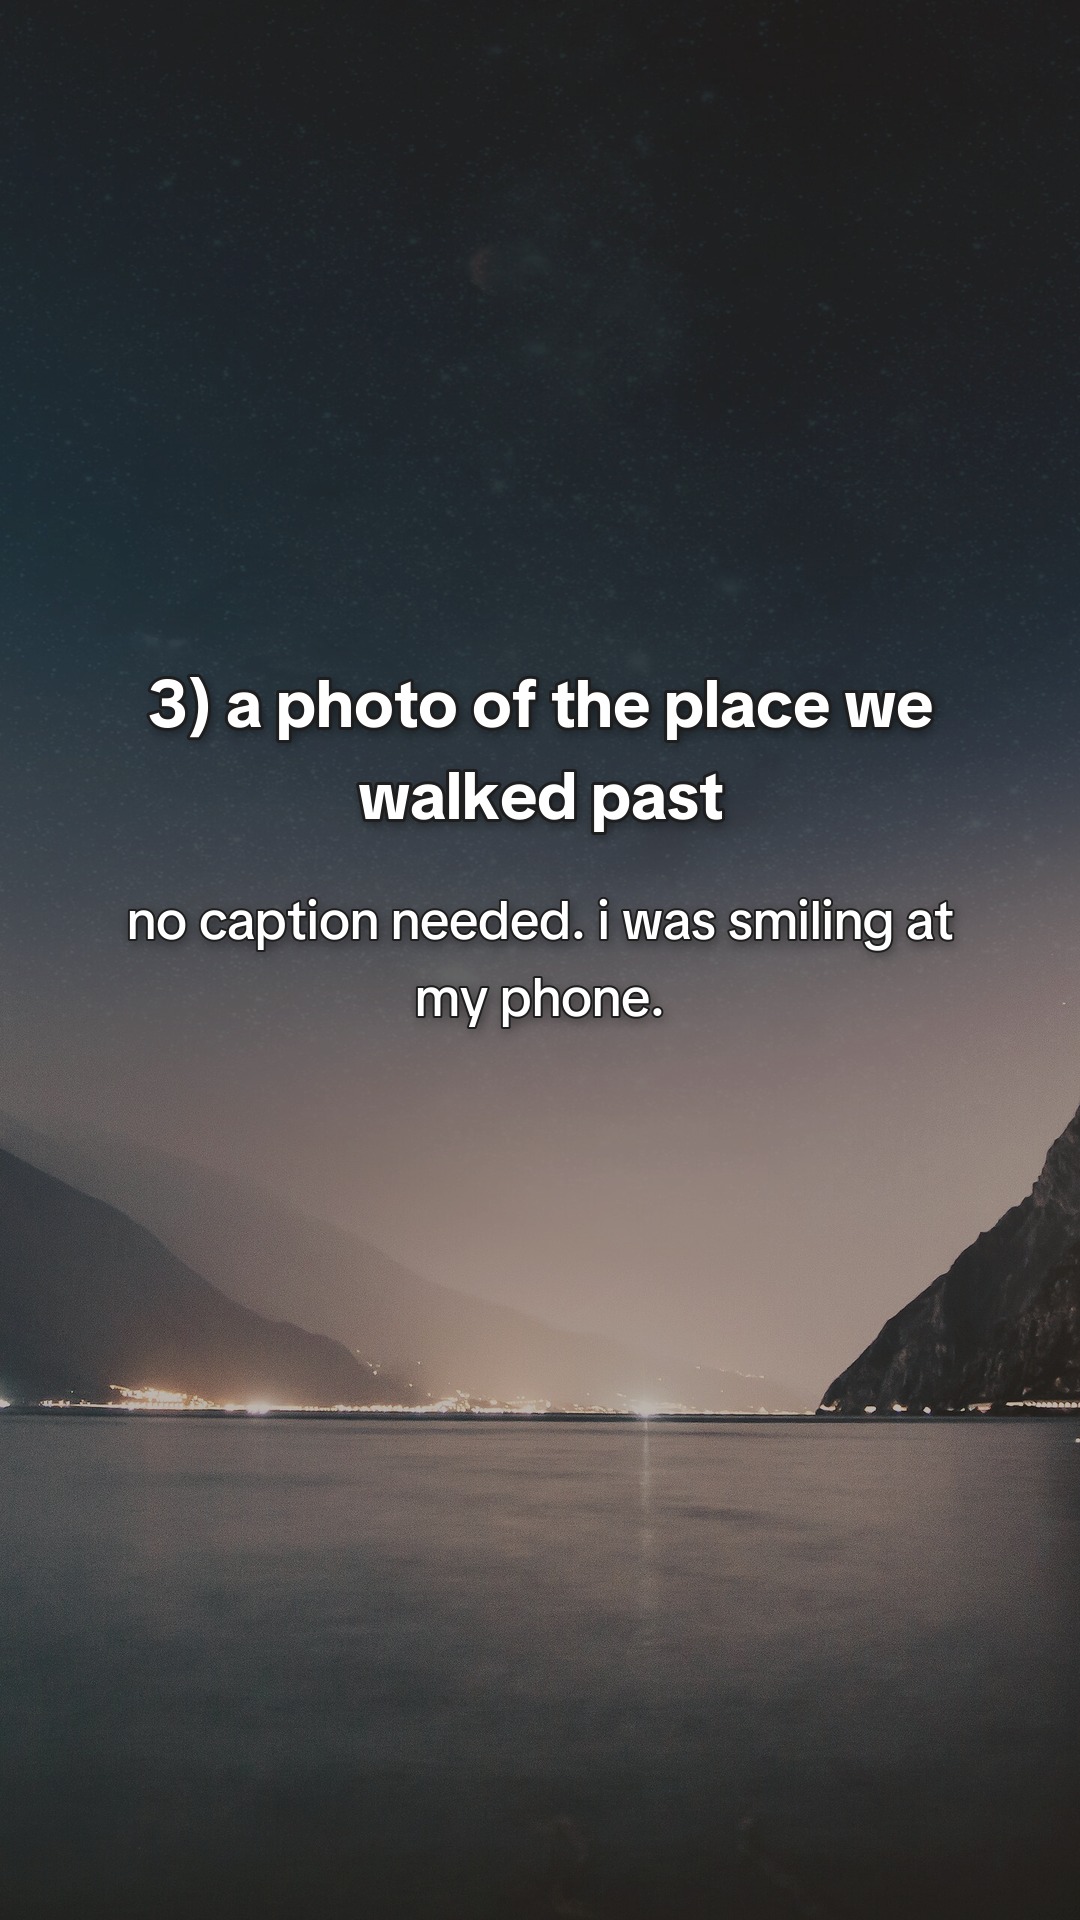 3) a photo of the place we
walked past
no caption needed. i was smiling at
my phone.